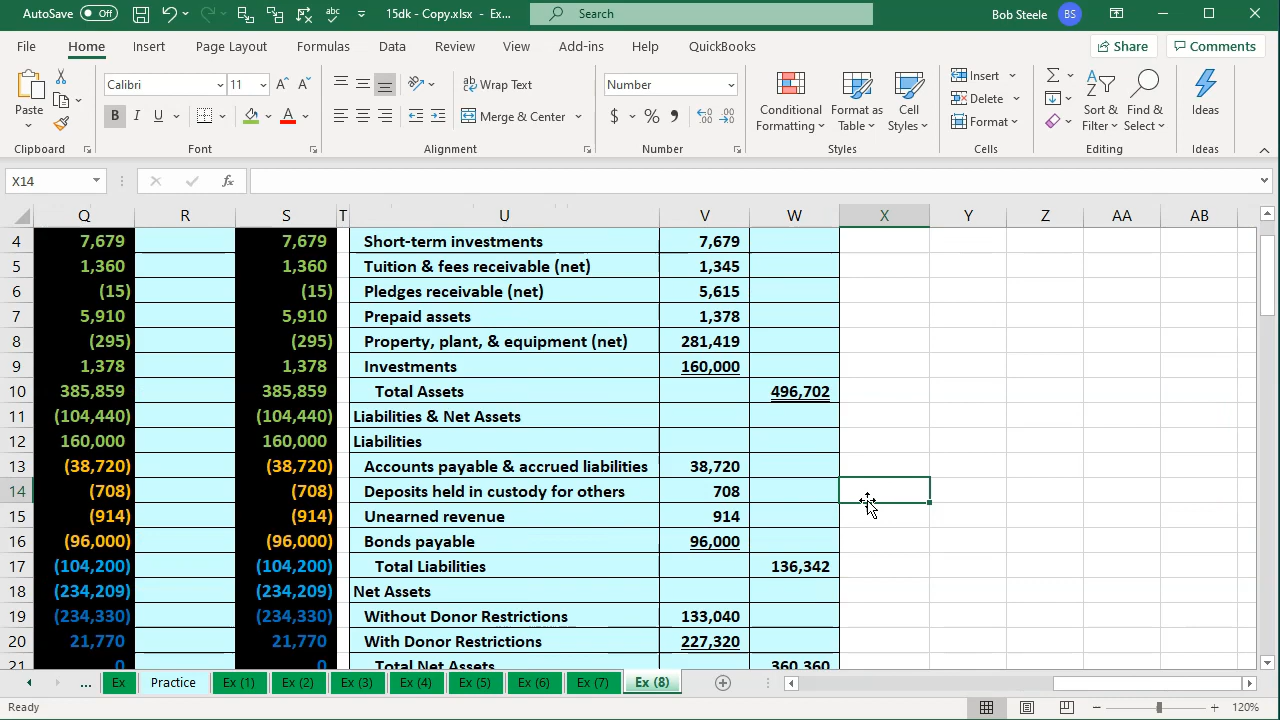 AutoSave Off 15dk - Copy.xlsx - Ex... Search Bob Steele BS
File Home Insert Page Layout Formulas Data Review View Add-ins Help QuickBooks Share Comments
Paste Calibri 11 A A Wrap Text Number Conditional Formatting Format as Table Cell Styles Insert Sort & Filter Find & Select Ideas
B I U A Merge & Center $ % Delete
Format
Clipboard Font Alignment Number Styles Cells Editing Ideas
X14 fx
Q R S T U V W X Y Z AA AB
4 7,679 7,679 Short-term investments 7,679
5 1,360 1,360 Tuition & fees receivable (net) 1,345
6 (15) (15) Pledges receivable (net) 5,615
7 5,910 5,910 Prepaid assets 1,378
8 (295) (295) Property, plant, & equipment (net) 281,419
9 1,378 1,378 Investments 160,000
10 385,859 385,859 Total Assets 496,702
11 (104,440) (104,440) Liabilities & Net Assets
12 160,000 160,000 Liabilities
13 (38,720) (38,720) Accounts payable & accrued liabilities 38,720
14 (708) (708) Deposits held in custody for others 708
15 (914) (914) Unearned revenue 914
16 (96,000) (96,000) Bonds payable 96,000
17 (104,200) (104,200) Total Liabilities 136,342
18 (234,209) (234,209) Net Assets
19 (234,330) (234,330) Without Donor Restrictions 133,040
20 21,770 21,770 With Donor Restrictions 227,320
21 0 0 Total Net Assets 360,360
... Ex Practice Ex (1) Ex (2) Ex (3) Ex (4) Ex (5) Ex (6) Ex (7) Ex (8)
Ready 120%